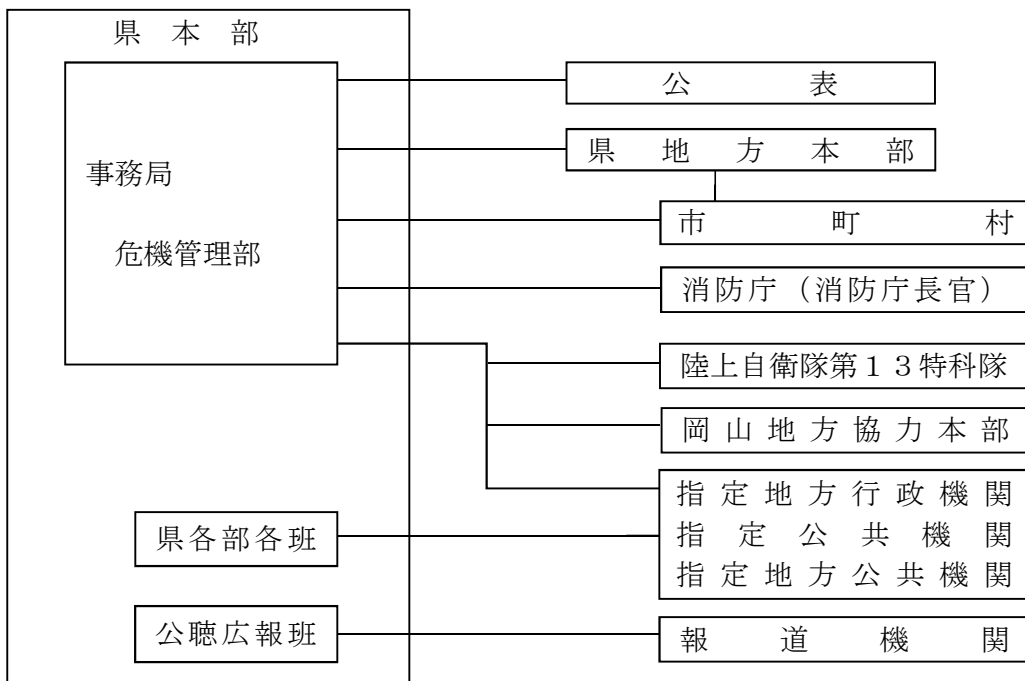 県本部
公表
県地方本部
事務局
市町村
危機管理部
消防庁（消防庁長官）
陸上自衛隊第１３特科隊
岡山地方協力本部
指定地方行政機関
県各部各班
指定公共機関
指定地方公共機関
公聴広報班
報道機関